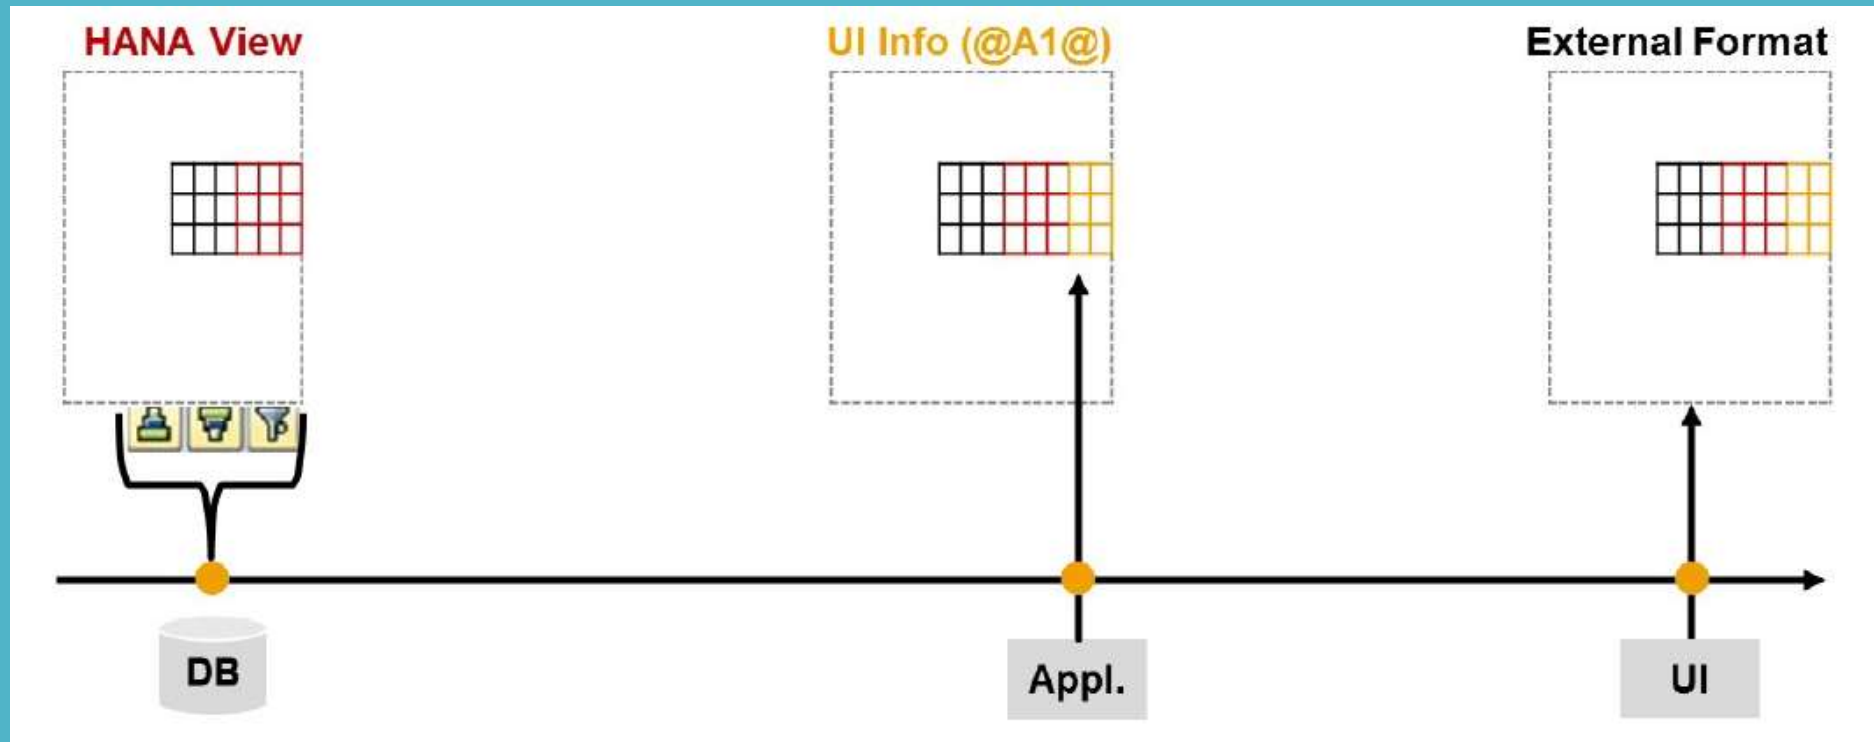 HANA View
UI Info (@A1@)
External Format
DB
Appl.
UI